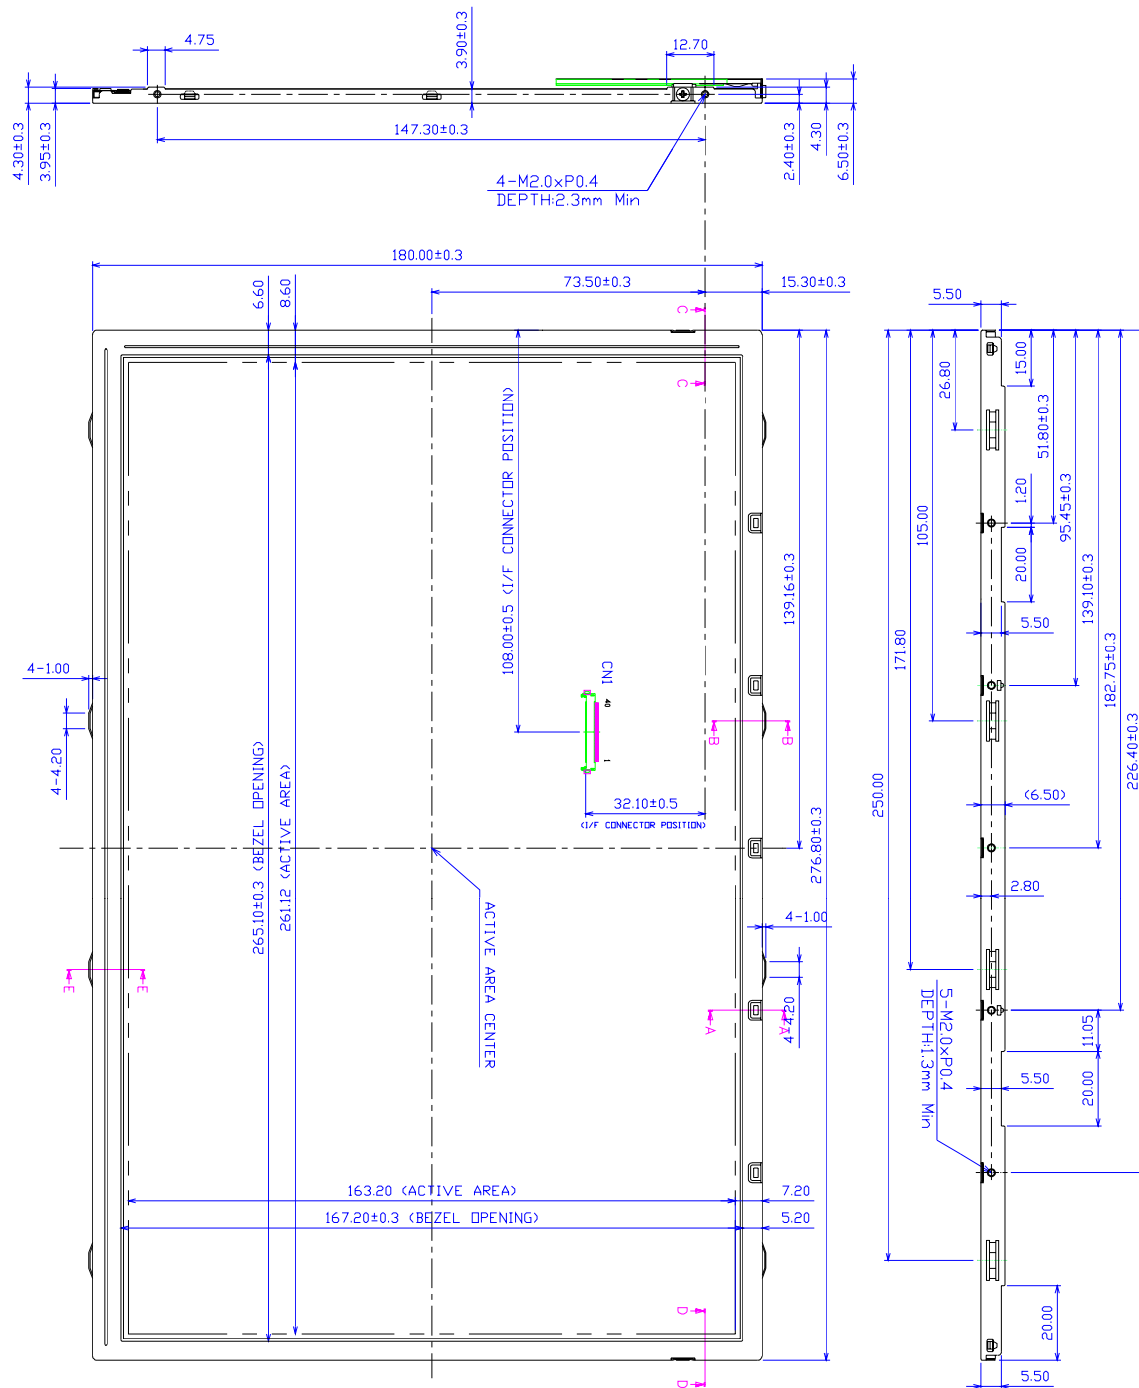 4.75
3.90±0.3
12.70
4.30±0.3
3.95±0.3
147.30±0.3
2.40±0.3
4.30
6.50±0.3
4-M2.0xP0.4
DEPTH:2.3mm Min
180.00±0.3
6.60
8.60
73.50±0.3
15.30±0.3
C
C
5.50
15.00
26.80
51.80±0.3
1.20
95.45±0.3
105.00
20.00
139.10±0.3
5.50
171.80
182.75±0.3
226.40±0.3
250.00
(6.50)
2.80
108.00±0.5 (I/F CONNECTOR POSITION)
139.16±0.3
CN1
40
1
B
B
32.10±0.5
(I/F CONNECTOR POSITION)
276.80±0.3
4-1.00
4-4.20
265.10±0.3 (BEZEL OPENING)
261.12 (ACTIVE AREA)
ACTIVE AREA CENTER
4-1.00
4-4.20
E
E
A
A
5-M2.0xP0.4
DEPTH:1.3mm Min
11.05
5.50
20.00
163.20 (ACTIVE AREA)
7.20
167.20±0.3 (BEZEL OPENING)
5.20
D
D
20.00
5.50